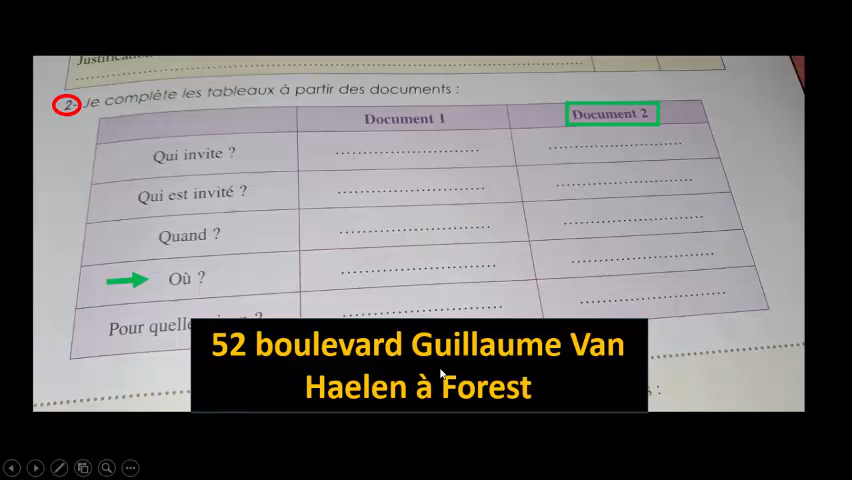 Justification
2- Je complète les tableaux à partir des documents :
Document 1 Document 2
Qui invite ? .............................. ..............................
Qui est invité ? .............................. ..............................
Quand ? .............................. ..............................
Où ? .............................. ..............................
Pour quelle ? .............................. ..............................
52 boulevard Guillaume Van
Haelen à Forest